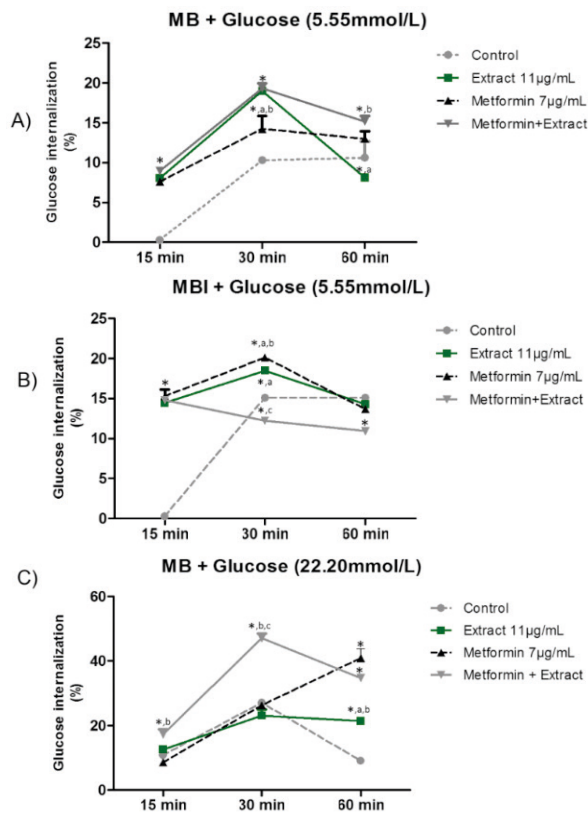 MB + Glucose (5.55mmol/L)
A)
Glucose internalization
(%)
25
20
15
10
5
0
*
*
*,a,b
*,b
*,a
15 min
30 min
60 min
Control
Extract 11µg/mL
Metformin 7µg/mL
Metformin+Extract
MBI + Glucose (5.55mmol/L)
B)
Glucose internalization
(%)
25
20
15
10
5
0
*
*,a,b
*,a
*,c
*
15 min
30 min
60 min
Control
Extract 11µg/mL
Metformin 7µg/mL
Metformin+Extract
MB + Glucose (22.20mmol/L)
C)
Glucose internalization
(%)
60
40
20
0
*,b
*,b,c
*
*
*,a,b
15 min
30 min
60 min
Control
Extract 11µg/mL
Metformin 7µg/mL
Metformin + Extract